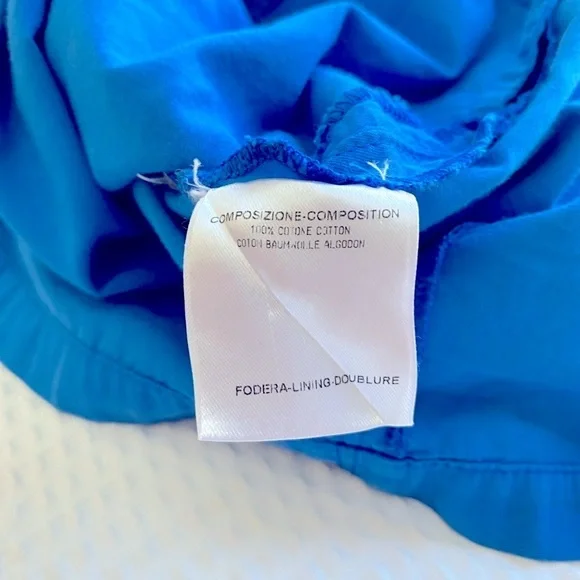 COMPOSIZIONE-COMPOSITION
100% COTONE COTTON
COTON BAUMWOLLE ALGODON
FODERA-LINING-DOUBLURE